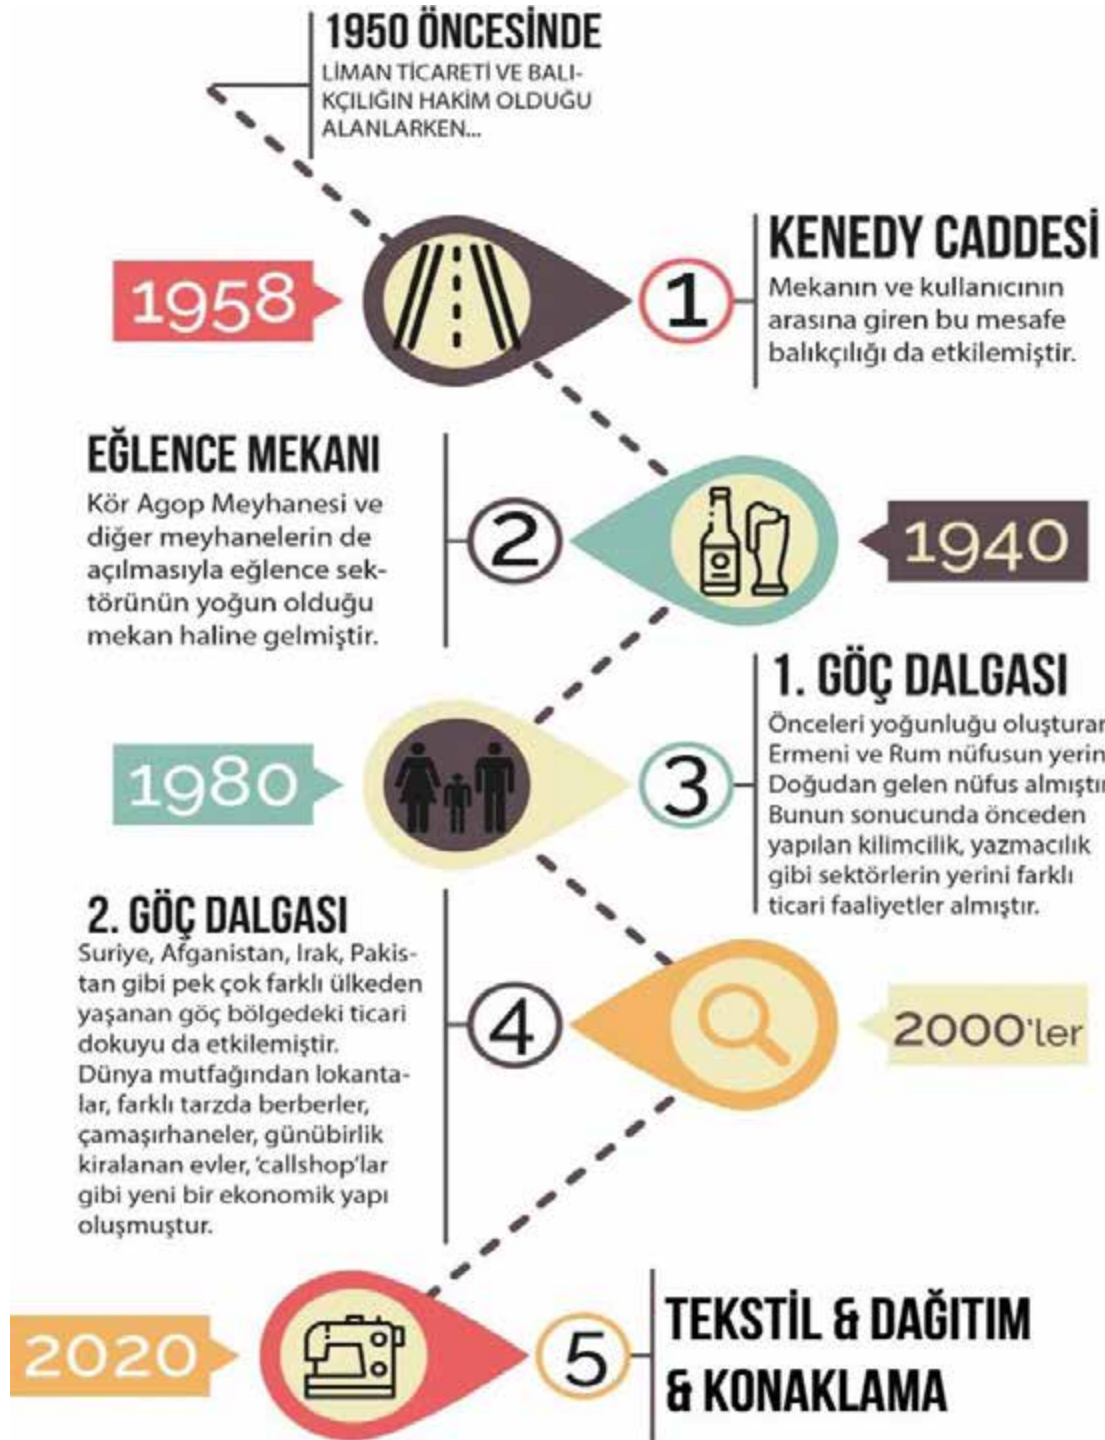 1950 ÖNCESİNDE
LİMAN TİCARETİ VE BALI-
KÇILIĞIN HAKİM OLDUĞU
ALANLARKEN...
1958
1
KENEDY CADDESİ
Mekanın ve kullanıcının
arasına giren bu mesafe
balıkçılığı da etkilemiştir.
EĞLENCE MEKANI
Kör Agop Meyhanesi ve
diğer meyhanelerin de
açılmasıyla eğlence sek-
törünün yoğun olduğu
mekan haline gelmiştir.
2
1940
1980
3
1. GÖÇ DALGASI
Önceleri yoğunluğu oluşturan
Ermeni ve Rum nüfusun yerin
Doğudan gelen nüfus almıştır
Bunun sonucunda önceden
yapılan kilimcilik, yazmacılık
gibi sektörlerin yerini farklı
ticari faaliyetler almıştır.
2. GÖÇ DALGASI
Suriye, Afganistan, Irak, Pakis-
tan gibi pek çok farklı ülkeden
yaşanan göç bölgedeki ticari
dokuyu da etkilemiştir.
Dünya mutfağından lokanta-
lar, farklı tarzda berberler,
çamaşırhaneler, günübirlik
kiralanan evler, 'callshop'lar
gibi yeni bir ekonomik yapı
oluşmuştur.
4
2000'ler
2020
5
TEKSTİL & DAĞITIM
& KONAKLAMA